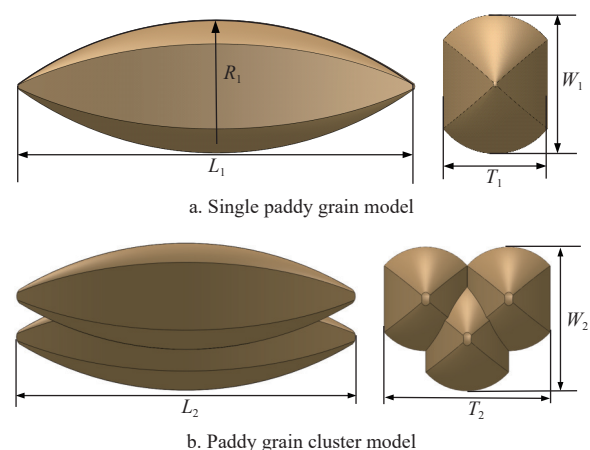 R1
W1
L1
T1
a. Single paddy grain model
W2
L2
T2
b. Paddy grain cluster model